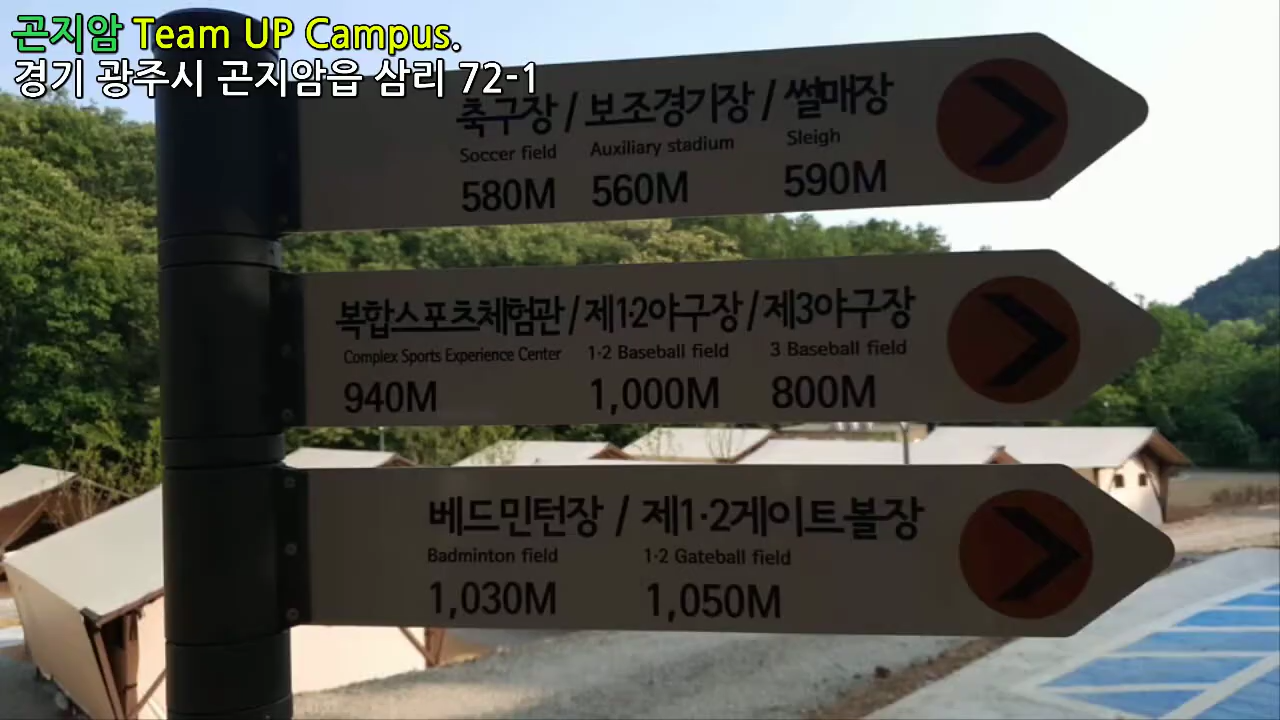 곤지암 Team UP Campus.
경기 광주시 곤지암읍 삼리 72-1
축구장 / 보조경기장 / 썰매장
Soccer field Auxiliary stadium Sleigh
580M 560M 590M
복합스포츠체험관 / 제1·2야구장 / 제3야구장
Complex Sports Experience Center 1·2 Baseball field 3 Baseball field
940M 1,000M 800M
베드민턴장 / 제1·2게이트볼장
Badminton field 1·2 Gateball field
1,030M 1,050M